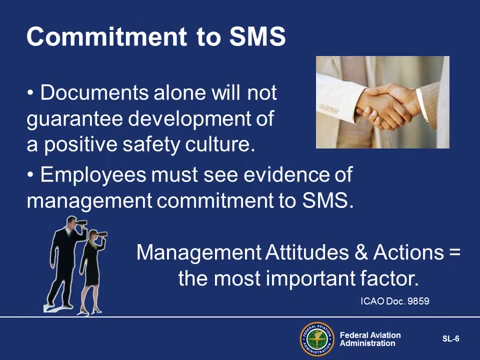 Commitment to SMS
• Documents alone will not
guarantee development of
a positive safety culture.
• Employees must see evidence of
management commitment to SMS.
Management Attitudes & Actions =
the most important factor.
ICAO Doc. 9859
Federal Aviation
Administration
SL-6